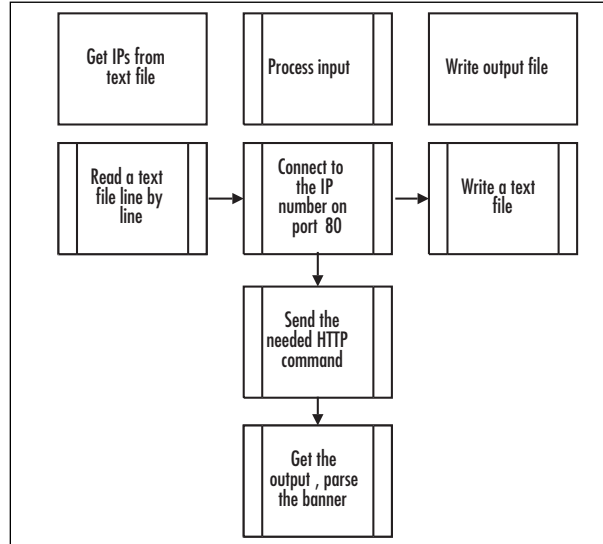 Get IPs from
text file
Process input
Write output file
Read a text
file line by
line
Connect to
the IP
number on
port 80
Write a text
file
Send the
needed HTTP
command
Get the
output , parse
the banner